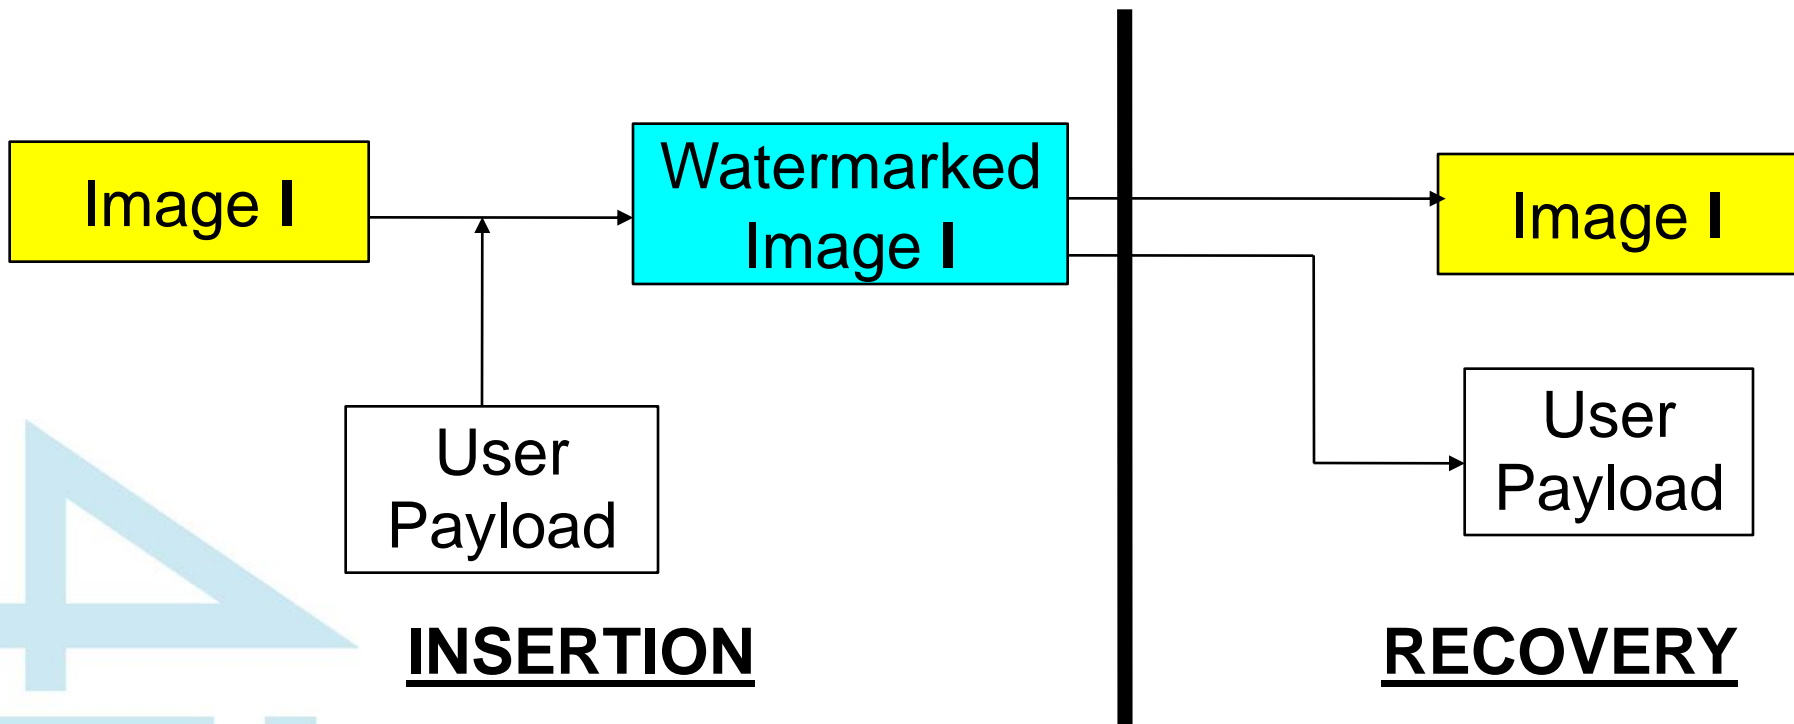 Image I
Watermarked
Image I
User
Payload
INSERTION
Image I
User
Payload
RECOVERY